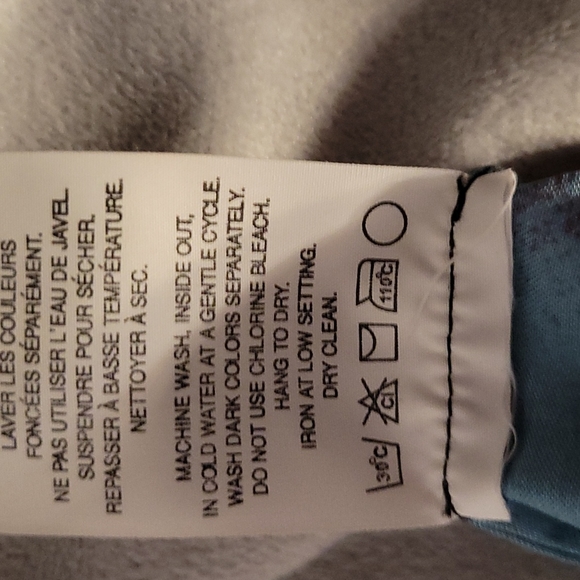 LAVER LES COULEURS
FONCÉES SÉPARÉMENT.
NE PAS UTILISER L'EAU DE JAVEL.
SUSPENDRE POUR SÉCHER.
REPASSER À BASSE TEMPÉRATURE.
NETTOYER À SEC.
MACHINE WASH, INSIDE OUT,
IN COLD WATER AT A GENTLE CYCLE.
WASH DARK COLORS SEPARATELY.
DO NOT USE CHLORINE BLEACH.
HANG TO DRY.
IRON AT LOW SETTING.
DRY CLEAN.
30°C Cl 110°C